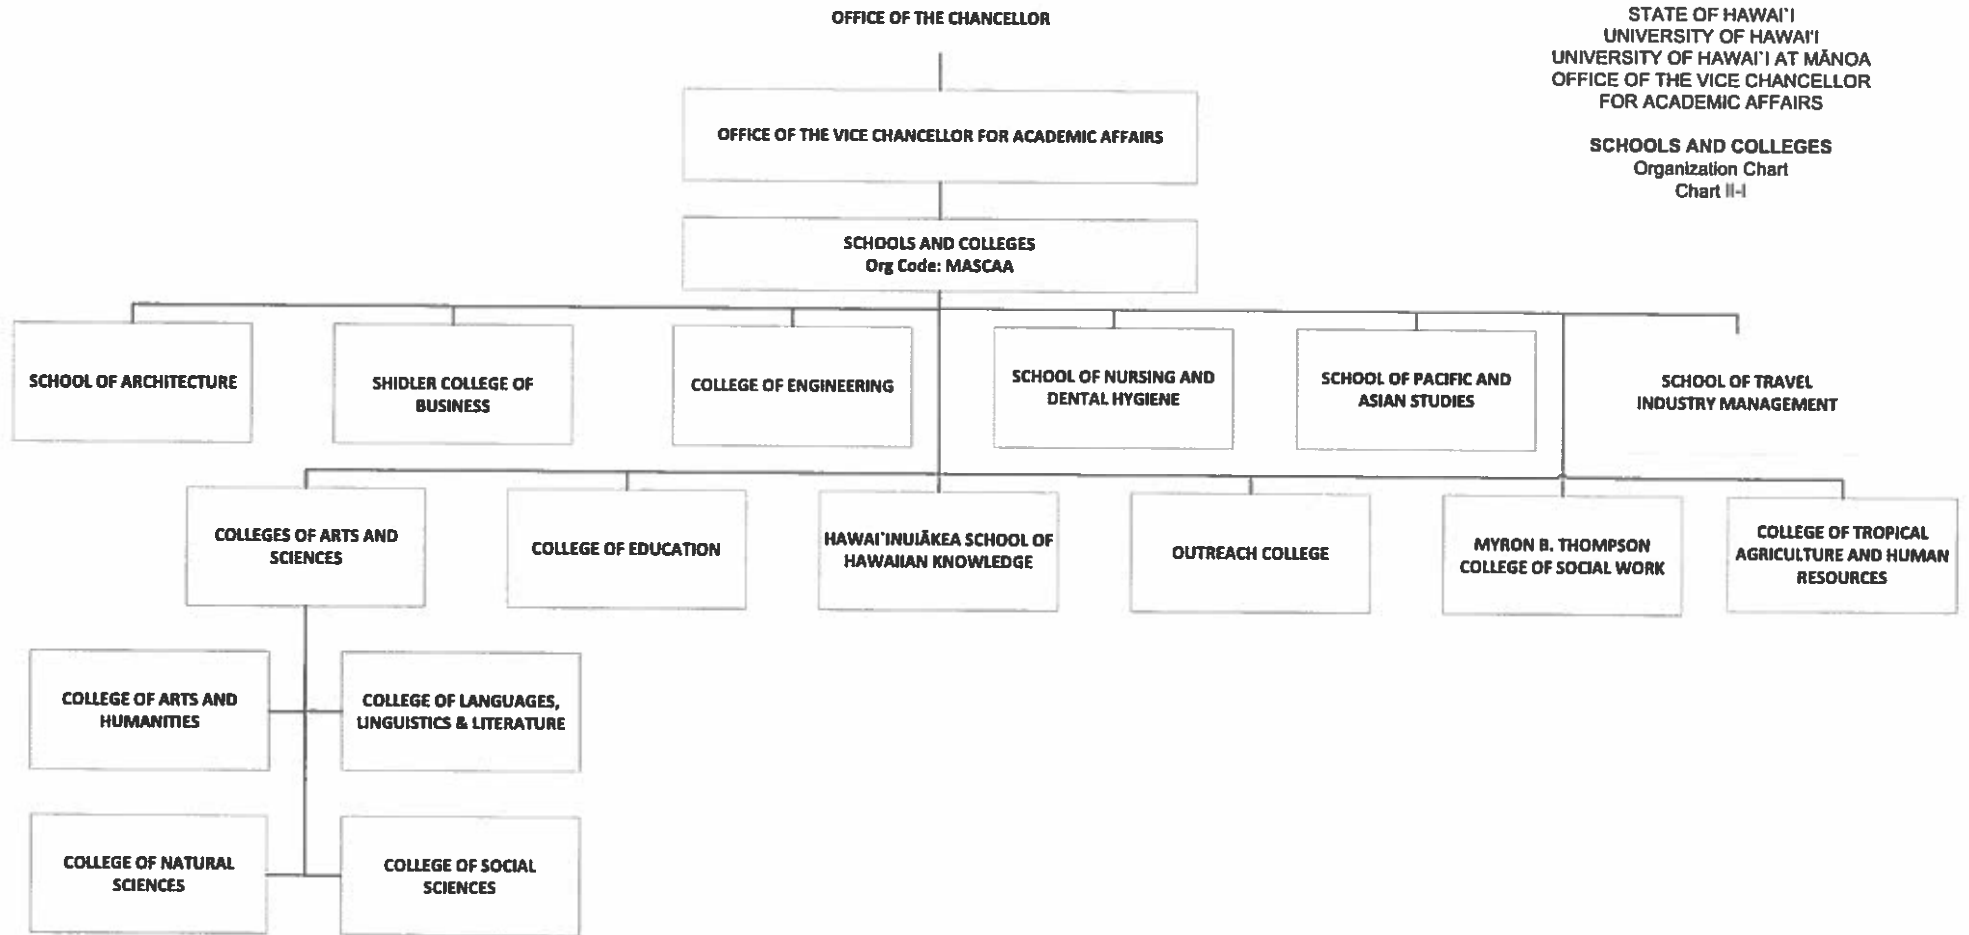 OFFICE OF THE CHANCELLOR
STATE OF HAWAI`I
UNIVERSITY OF HAWAI'I
UNIVERSITY OF HAWAI`I AT MĀNOA
OFFICE OF THE VICE CHANCELLOR
FOR ACADEMIC AFFAIRS
SCHOOLS AND COLLEGES
Organization Chart
Chart II-I
OFFICE OF THE VICE CHANCELLOR FOR ACADEMIC AFFAIRS
SCHOOLS AND COLLEGES
Org Code: MASCAA
SCHOOL OF ARCHITECTURE
SHIDLER COLLEGE OF
BUSINESS
COLLEGE OF ENGINEERING
SCHOOL OF NURSING AND
DENTAL HYGIENE
SCHOOL OF PACIFIC AND
ASIAN STUDIES
SCHOOL OF TRAVEL
INDUSTRY MANAGEMENT
COLLEGES OF ARTS AND
SCIENCES
COLLEGE OF EDUCATION
HAWAI`INUIĀKEA SCHOOL OF
HAWAIIAN KNOWLEDGE
OUTREACH COLLEGE
MYRON B. THOMPSON
COLLEGE OF SOCIAL WORK
COLLEGE OF TROPICAL
AGRICULTURE AND HUMAN
RESOURCES
COLLEGE OF ARTS AND
HUMANITIES
COLLEGE OF LANGUAGES,
LINGUISTICS & LITERATURE
COLLEGE OF NATURAL
SCIENCES
COLLEGE OF SOCIAL
SCIENCES